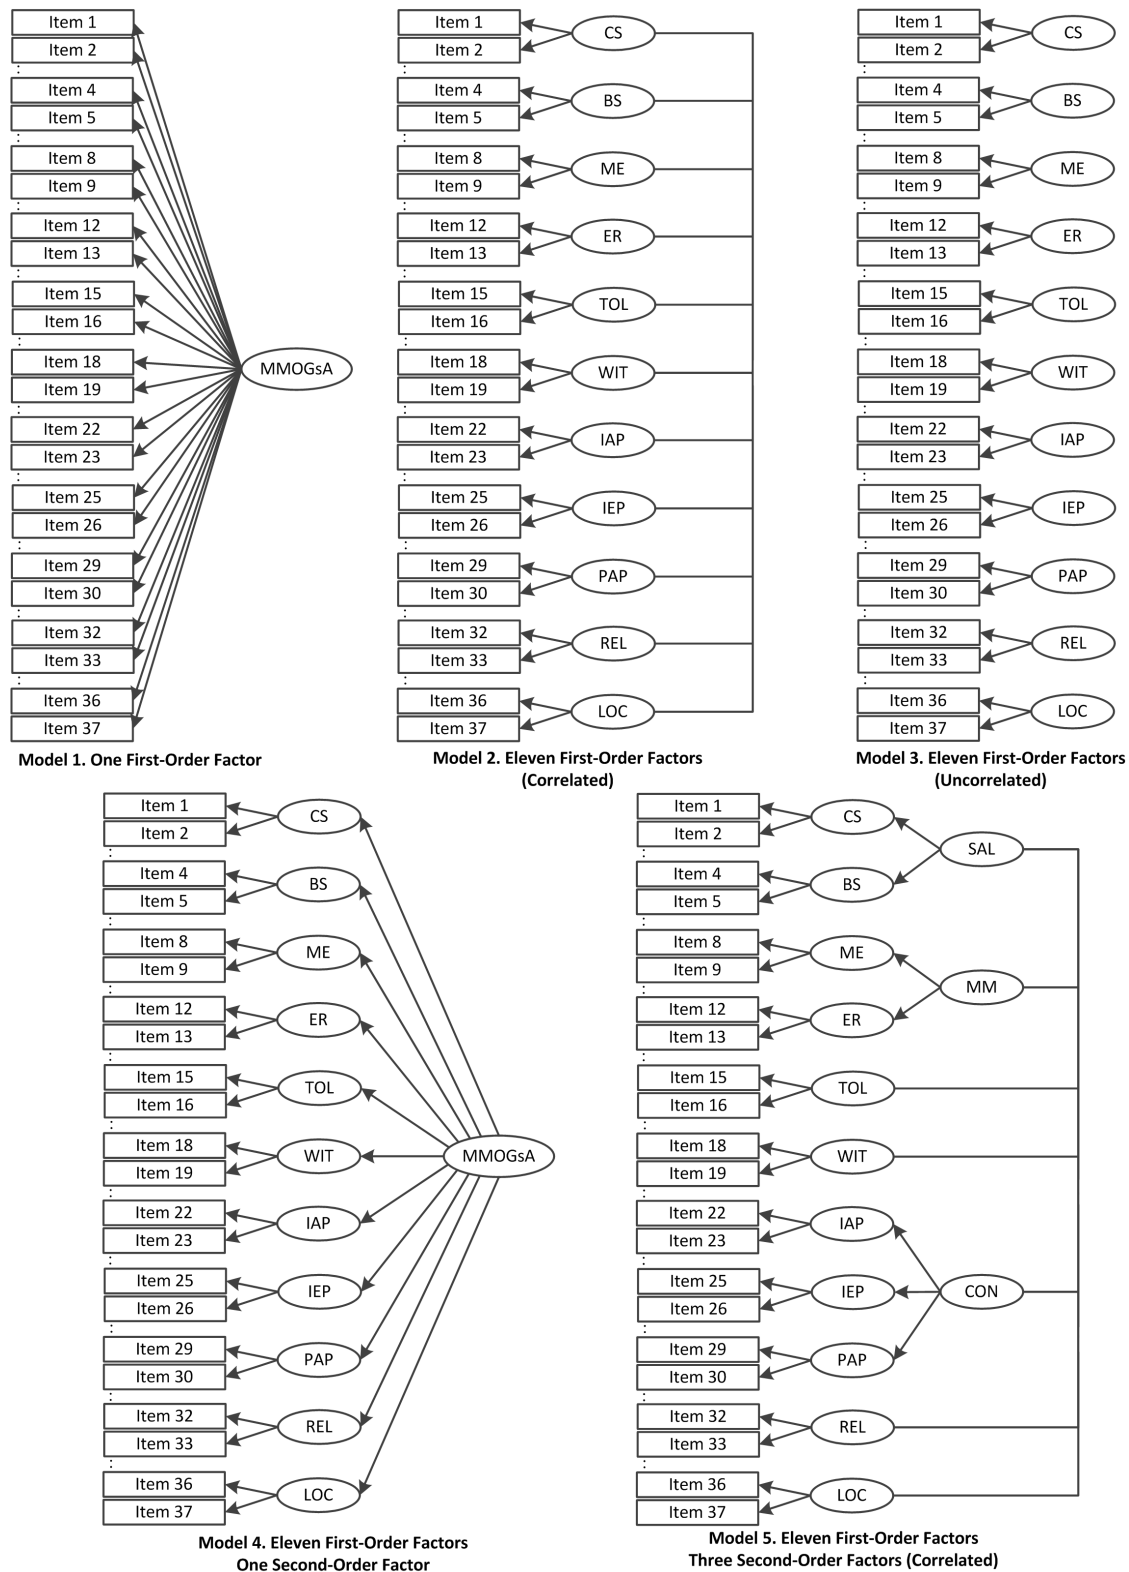 Item 1
Item 2
Item 4
Item 5
Item 8
Item 9
Item 12
Item 13
Item 15
Item 16
Item 18
Item 19
Item 22
Item 23
Item 25
Item 26
Item 29
Item 30
Item 32
Item 33
Item 36
Item 37
MMOGsA
Model 1. One First-Order Factor
Item 1
Item 2
Item 4
Item 5
Item 8
Item 9
Item 12
Item 13
Item 15
Item 16
Item 18
Item 19
Item 22
Item 23
Item 25
Item 26
Item 29
Item 30
Item 32
Item 33
Item 36
Item 37
CS
BS
ME
ER
TOL
WIT
IAP
IEP
PAP
REL
LOC
Model 2. Eleven First-Order Factors
(Correlated)
Item 1
Item 2
Item 4
Item 5
Item 8
Item 9
Item 12
Item 13
Item 15
Item 16
Item 18
Item 19
Item 22
Item 23
Item 25
Item 26
Item 29
Item 30
Item 32
Item 33
Item 36
Item 37
CS
BS
ME
ER
TOL
WIT
IAP
IEP
PAP
REL
LOC
Model 3. Eleven First-Order Factors
(Uncorrelated)
Item 1
Item 2
Item 4
Item 5
Item 8
Item 9
Item 12
Item 13
Item 15
Item 16
Item 18
Item 19
Item 22
Item 23
Item 25
Item 26
Item 29
Item 30
Item 32
Item 33
Item 36
Item 37
CS
BS
ME
ER
TOL
WIT
IAP
IEP
PAP
REL
LOC
MMOGsA
Model 4. Eleven First-Order Factors
One Second-Order Factor
Item 1
Item 2
Item 4
Item 5
Item 8
Item 9
Item 12
Item 13
Item 15
Item 16
Item 18
Item 19
Item 22
Item 23
Item 25
Item 26
Item 29
Item 30
Item 32
Item 33
Item 36
Item 37
CS
BS
ME
ER
TOL
WIT
IAP
IEP
PAP
REL
LOC
SAL
MM
CON
Model 5. Eleven First-Order Factors
Three Second-Order Factors (Correlated)